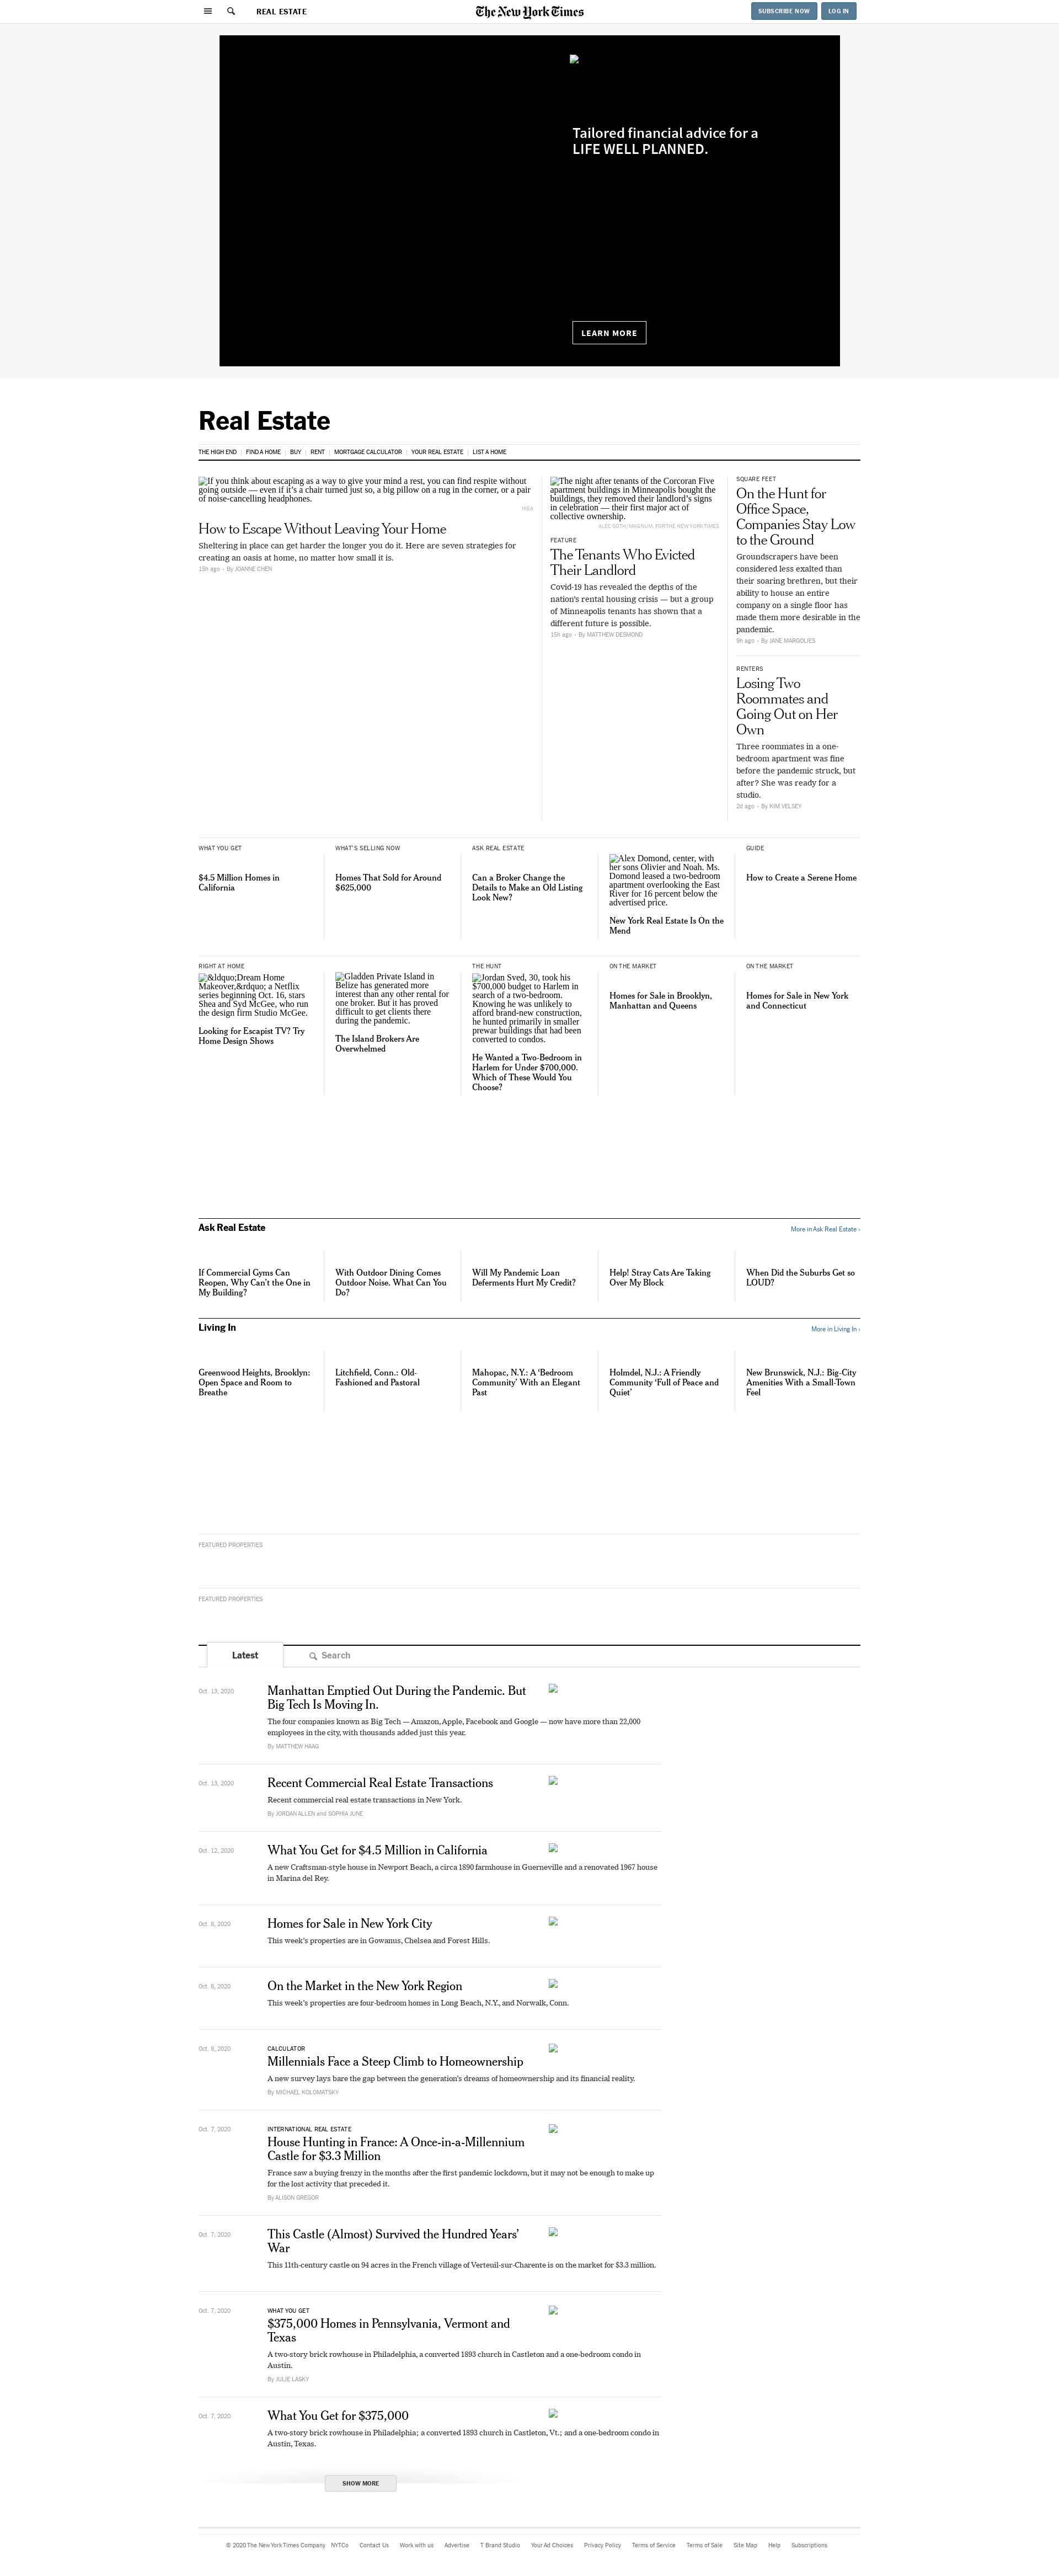 REAL ESTATE
The New York Times
SUBSCRIBE NOW
LOG IN
Tailored financial advice for a
LIFE WELL PLANNED.
LEARN MORE
Real Estate
THE HIGH END
FIND A HOME
BUY
RENT
MORTGAGE CALCULATOR
YOUR REAL ESTATE
LIST A HOME
If you think about escaping as a way to give your mind a rest, you can find respite without
going outside — even if it’s a chair turned just so, a big pillow on a rug in the corner, or a pair
of noise-cancelling headphones.
IKEA
How to Escape Without Leaving Your Home
Sheltering in place can get harder the longer you do it. Here are seven strategies for
creating an oasis at home, no matter how small it is.
15h ago - By JOANNE CHEN
The night after tenants of the Corcoran Five
apartment buildings in Minneapolis bought the
buildings, they removed their landlord’s signs
in celebration — their first major act of
collective ownership.
ALEC SOTH/MAGNUM, FOR THE NEW YORK TIMES
FEATURE
The Tenants Who Evicted
Their Landlord
Covid-19 has revealed the depths of the
nation’s rental housing crisis — but a group
of Minneapolis tenants has shown that a
different future is possible.
15h ago - By MATTHEW DESMOND
SQUARE FEET
On the Hunt for
Office Space,
Companies Stay Low
to the Ground
Groundscrapers have been
considered less exalted than
their soaring brethren, but their
ability to house an entire
company on a single floor has
made them more desirable in the
pandemic.
9h ago - By JANE MARGOLIES
RENTERS
Losing Two
Roommates and
Going Out on Her
Own
Three roommates in a one-
bedroom apartment was fine
before the pandemic struck, but
after? She was ready for a
studio.
2d ago - By KIM VELSEY
WHAT YOU GET
$4.5 Million Homes in
California
WHAT’S SELLING NOW
Homes That Sold for Around
$625,000
ASK REAL ESTATE
Can a Broker Change the
Details to Make an Old Listing
Look New?
Alex Domond, center, with
her sons Olivier and Noah. Ms.
Domond leased a two-bedroom
apartment overlooking the East
River for 16 percent below the
advertised price.
New York Real Estate Is On the
Mend
GUIDE
How to Create a Serene Home
RIGHT AT HOME
&ldquo;Dream Home
Makeover,&rdquo; a Netflix
series beginning Oct. 16, stars
Shea and Syd McGee, who run
the design firm Studio McGee.
Looking for Escapist TV? Try
Home Design Shows
Gladden Private Island in
Belize has generated more
interest than any other rental for
one broker. But it has proved
difficult to get clients there
during the pandemic.
The Island Brokers Are
Overwhelmed
THE HUNT
Jordan Sved, 30, took his
$700,000 budget to Harlem in
search of a two-bedroom.
Knowing he was unlikely to
afford brand-new construction,
he hunted primarily in smaller
prewar buildings that had been
converted to condos.
He Wanted a Two-Bedroom in
Harlem for Under $700,000.
Which of These Would You
Choose?
ON THE MARKET
Homes for Sale in Brooklyn,
Manhattan and Queens
ON THE MARKET
Homes for Sale in New York
and Connecticut
Ask Real Estate
More in Ask Real Estate ›
If Commercial Gyms Can
Reopen, Why Can’t the One in
My Building?
With Outdoor Dining Comes
Outdoor Noise. What Can You
Do?
Will My Pandemic Loan
Deferments Hurt My Credit?
Help! Stray Cats Are Taking
Over My Block
When Did the Suburbs Get so
LOUD?
Living In
More in Living In ›
Greenwood Heights, Brooklyn:
Open Space and Room to
Breathe
Litchfield, Conn.: Old-
Fashioned and Pastoral
Mahopac, N.Y.: A ‘Bedroom
Community’ With an Elegant
Past
Holmdel, N.J.: A Friendly
Community ‘Full of Peace and
Quiet’
New Brunswick, N.J.: Big-City
Amenities With a Small-Town
Feel
FEATURED PROPERTIES
FEATURED PROPERTIES
Latest
Search
Oct. 13, 2020
Manhattan Emptied Out During the Pandemic. But
Big Tech Is Moving In.
The four companies known as Big Tech — Amazon, Apple, Facebook and Google — now have more than 22,000
employees in the city, with thousands added just this year.
By MATTHEW HAAG
Oct. 13, 2020
Recent Commercial Real Estate Transactions
Recent commercial real estate transactions in New York.
By JORDAN ALLEN and SOPHIA JUNE
Oct. 12, 2020
What You Get for $4.5 Million in California
A new Craftsman-style house in Newport Beach, a circa 1890 farmhouse in Guerneville and a renovated 1967 house
in Marina del Rey.
Oct. 8, 2020
Homes for Sale in New York City
This week’s properties are in Gowanus, Chelsea and Forest Hills.
Oct. 8, 2020
On the Market in the New York Region
This week’s properties are four-bedroom homes in Long Beach, N.Y., and Norwalk, Conn.
Oct. 8, 2020
CALCULATOR
Millennials Face a Steep Climb to Homeownership
A new survey lays bare the gap between the generation’s dreams of homeownership and its financial reality.
By MICHAEL KOLOMATSKY
Oct. 7, 2020
INTERNATIONAL REAL ESTATE
House Hunting in France: A Once-in-a-Millennium
Castle for $3.3 Million
France saw a buying frenzy in the months after the first pandemic lockdown, but it may not be enough to make up
for the lost activity that preceded it.
By ALISON GREGOR
Oct. 7, 2020
This Castle (Almost) Survived the Hundred Years’
War
This 11th-century castle on 94 acres in the French village of Verteuil-sur-Charente is on the market for $3.3 million.
Oct. 7, 2020
WHAT YOU GET
$375,000 Homes in Pennsylvania, Vermont and
Texas
A two-story brick rowhouse in Philadelphia, a converted 1893 church in Castleton and a one-bedroom condo in
Austin.
By JULIE LASKY
Oct. 7, 2020
What You Get for $375,000
A two-story brick rowhouse in Philadelphia; a converted 1893 church in Castleton, Vt.; and a one-bedroom condo in
Austin, Texas.
SHOW MORE
© 2020 The New York Times Company
NYTCo
Contact Us
Work with us
Advertise
T Brand Studio
Your Ad Choices
Privacy Policy
Terms of Service
Terms of Sale
Site Map
Help
Subscriptions